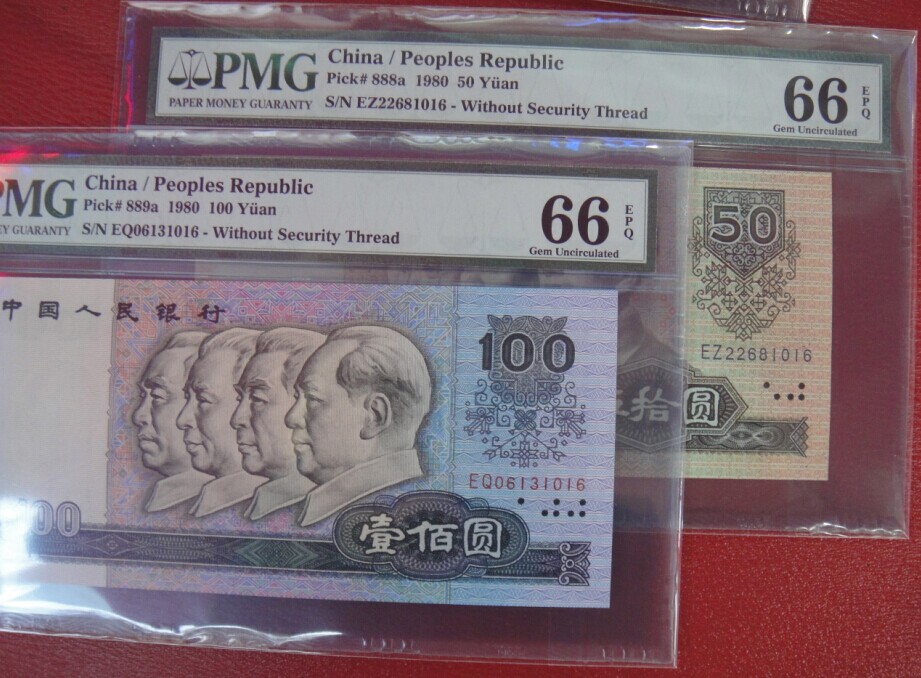 PMG
PAPER MONEY GUARANTY
China / Peoples Republic
Pick# 888a 1980 50 Yüan
S/N EZ22681016 - Without Security Thread
66
EPQ
Gem Uncirculated
50
EZ22681016
拾圆
PMG
GUARANTY
China / Peoples Republic
Pick# 889a 1980 100 Yüan
S/N EQ06131016 - Without Security Thread
66
EPQ
Gem Uncirculated
中国人民银行
100
EQ06131016
100
壹佰圆